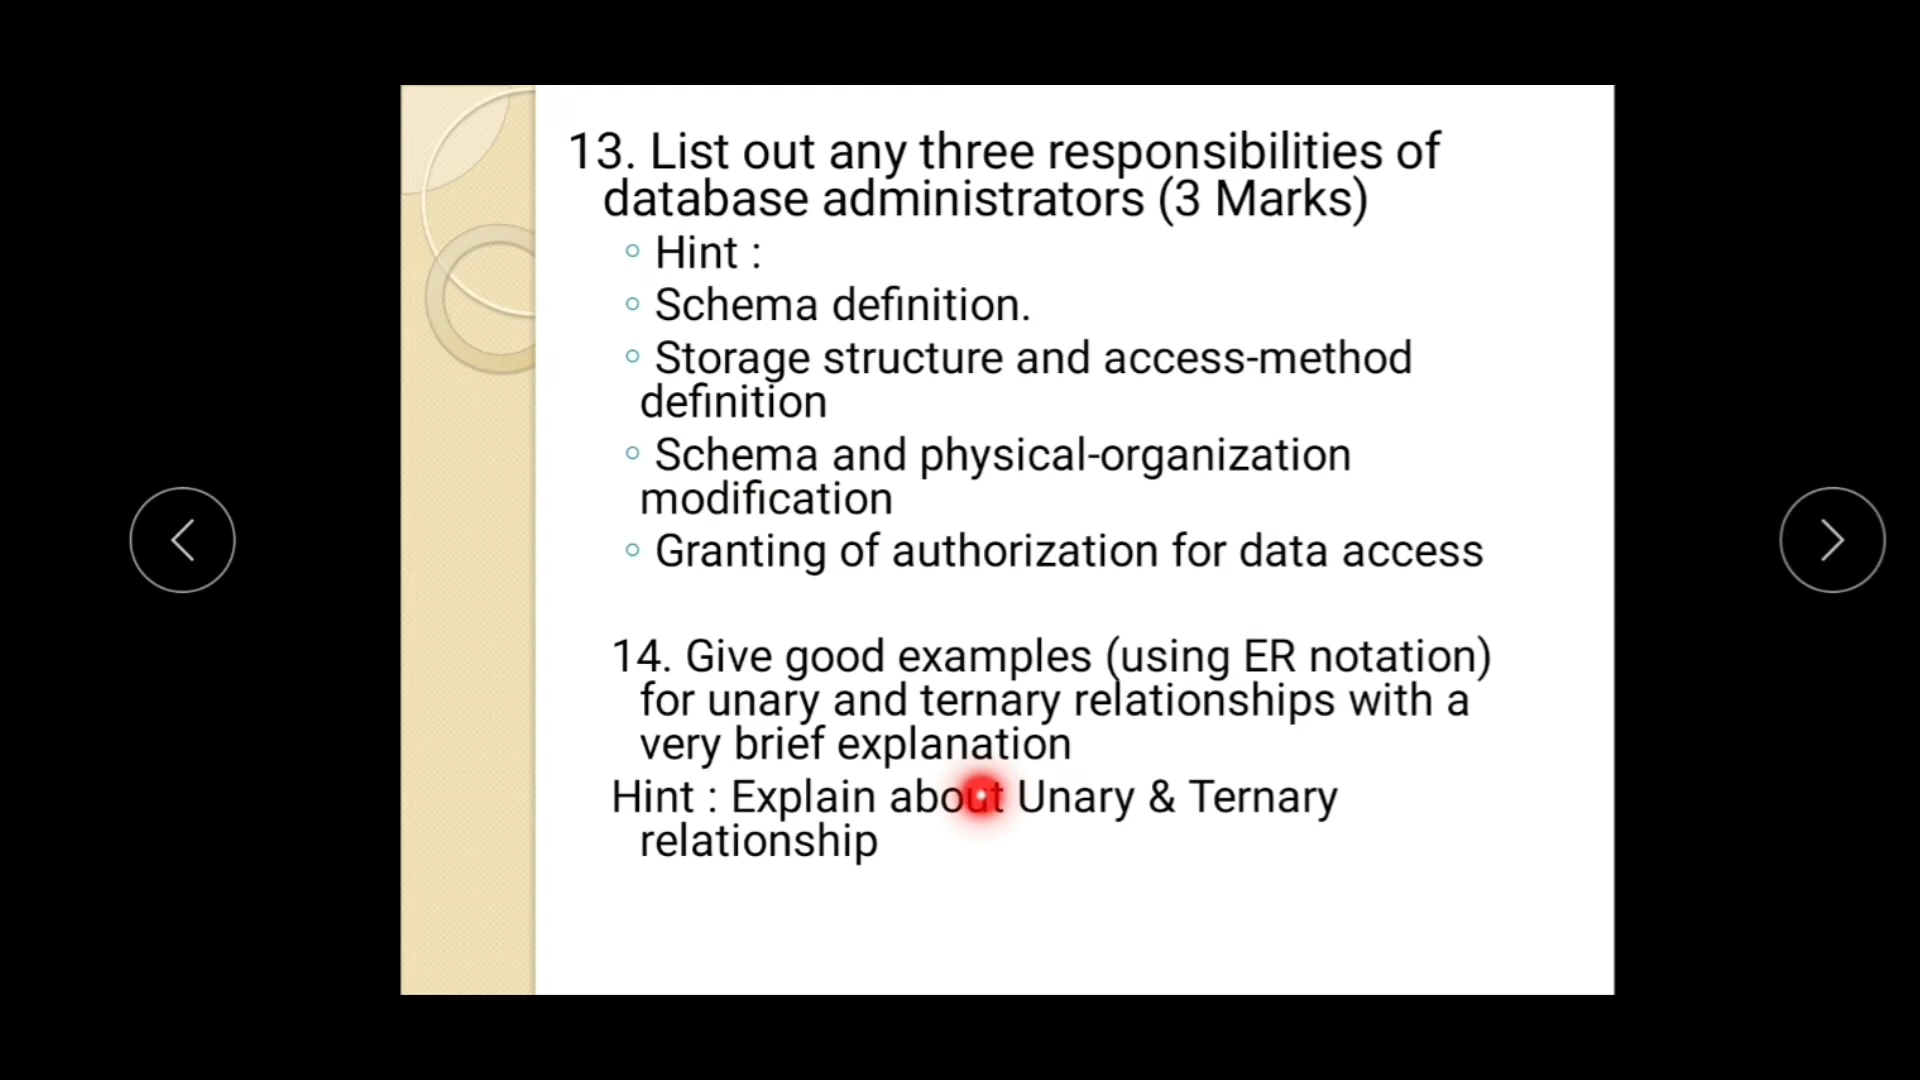 13. List out any three responsibilities of
database administrators (3 Marks)
Hint :
Schema definition.
Storage structure and access-method
definition
Schema and physical-organization
modification
Granting of authorization for data access
14. Give good examples (using ER notation)
for unary and ternary relationships with a
very brief explanation
Hint : Explain about Unary & Ternary
relationship